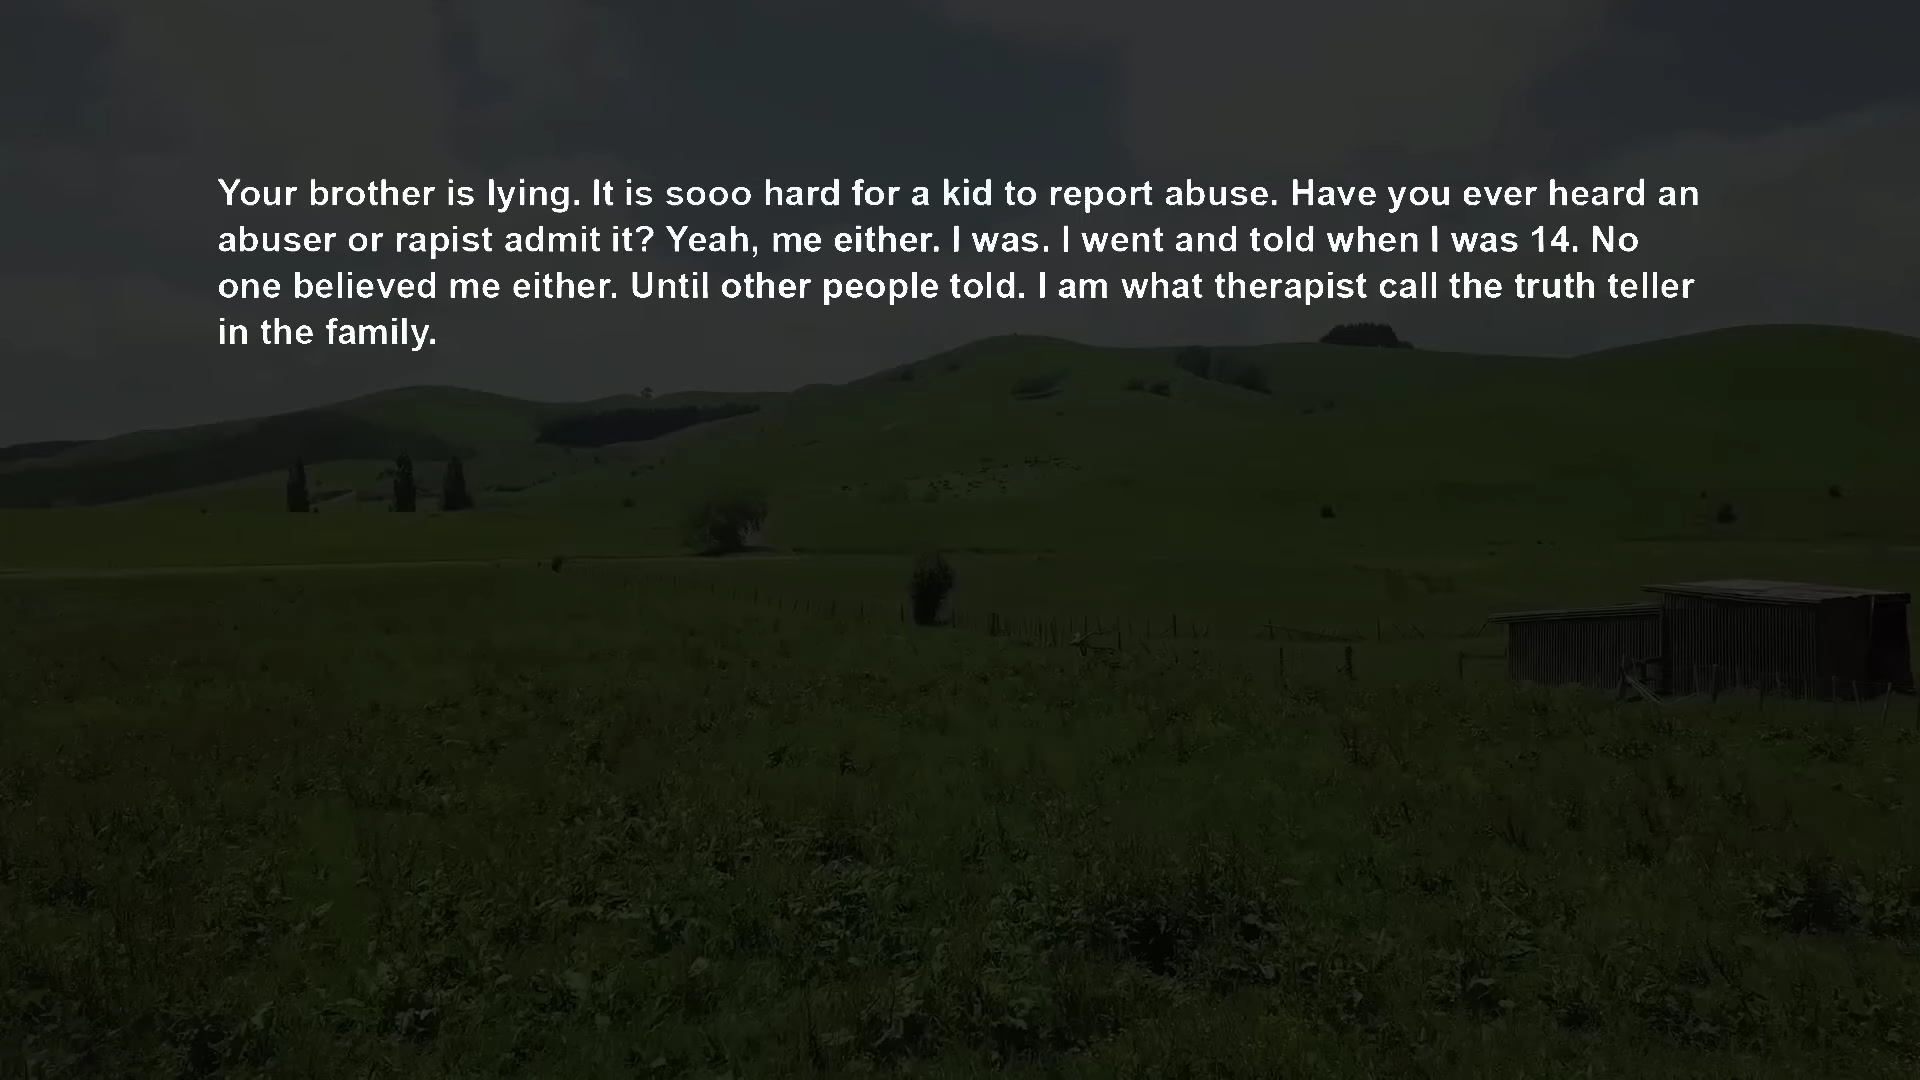 Your brother is lying. It is sooo hard for a kid to report abuse. Have you ever heard an
abuser or rapist admit it? Yeah, me either. I was. I went and told when I was 14. No
one believed me either. Until other people told. I am what therapist call the truth teller
in the family.